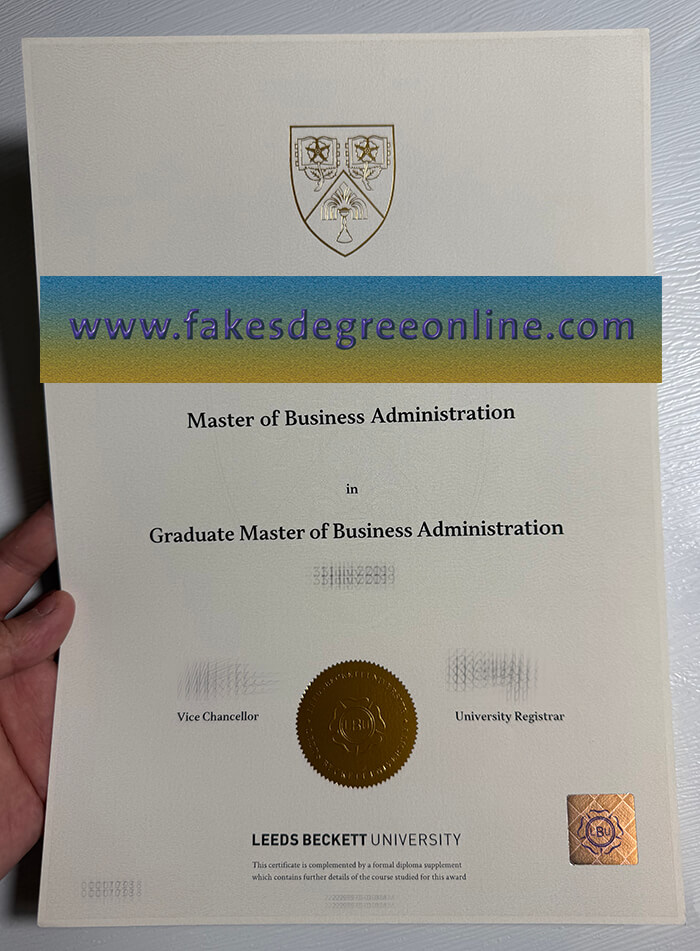 www.fakesdegreeonline.com
Master of Business Administration
in
Graduate Master of Business Administration
Vice Chancellor
University Registrar
LBU
LEEDS BECKETT UNIVERSITY
This certificate is complemented by a formal diploma supplement
which contains further details of the course studied for this award
LBU